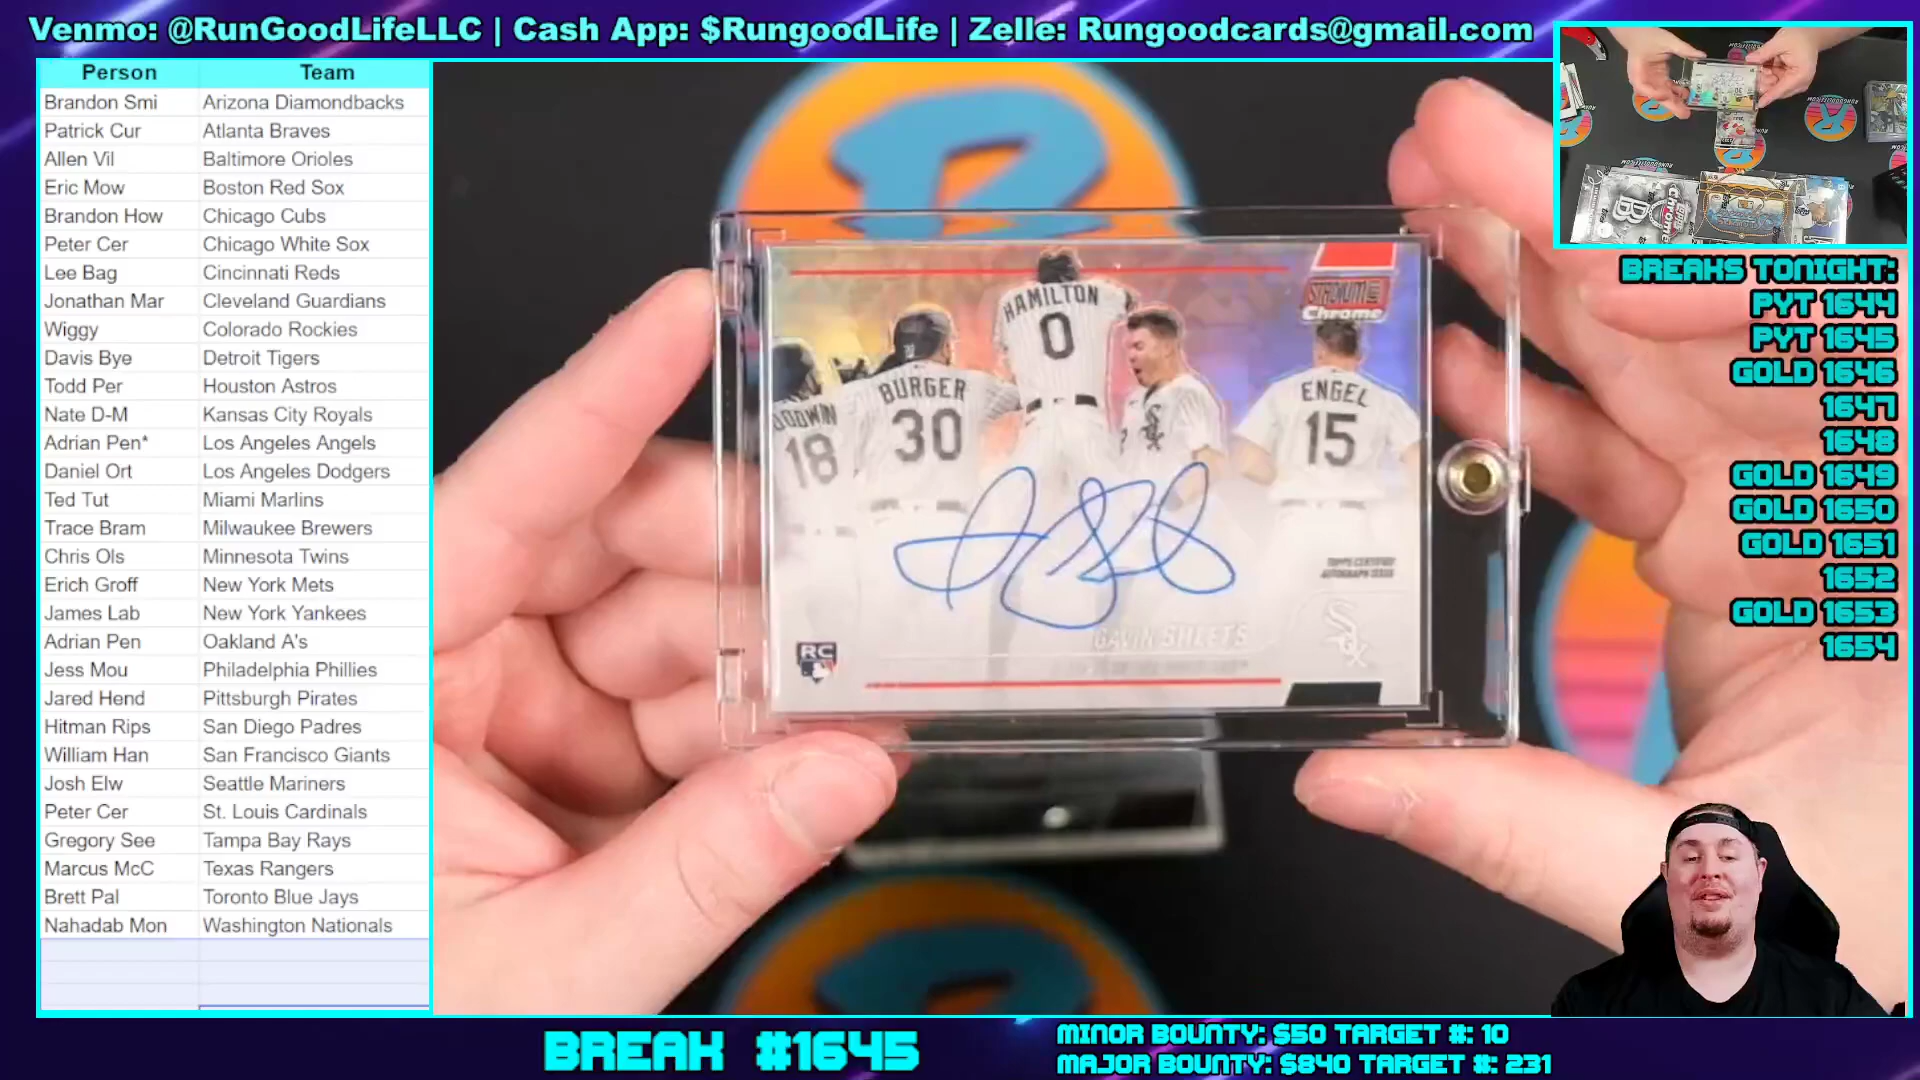 Venmo: @RunGoodLifeLLC | Cash App: $RungoodLife | Zelle: Rungoodcards@gmail.com
Person Team
Brandon Smi Arizona Diamondbacks
Patrick Cur Atlanta Braves
Allen Vil Baltimore Orioles
Eric Mow Boston Red Sox
Brandon How Chicago Cubs
Peter Cer Chicago White Sox
Lee Bag Cincinnati Reds
Jonathan Mar Cleveland Guardians
Wiggy Colorado Rockies
Davis Bye Detroit Tigers
Todd Per Houston Astros
Nate D-M Kansas City Royals
Adrian Pen* Los Angeles Angels
Daniel Ort Los Angeles Dodgers
Ted Tut Miami Marlins
Trace Bram Milwaukee Brewers
Chris Ols Minnesota Twins
Erich Groff New York Mets
James Lab New York Yankees
Adrian Pen Oakland A's
Jess Mou Philadelphia Phillies
Jared Hend Pittsburgh Pirates
Hitman Rips San Diego Padres
William Han San Francisco Giants
Josh Elw Seattle Mariners
Peter Cer St. Louis Cardinals
Gregory See Tampa Bay Rays
Marcus McC Texas Rangers
Brett Pal Toronto Blue Jays
Nahadab Mon Washington Nationals
HAMILTON
0
BURGER
30
18
ENGEL
15
STADIUM
Chrome
TOPPS CERTIFIED
AUTOGRAPH ISSUE
GAVIN SHEETS
RC
SOX
BREAKS TONIGHT:
PYT 1644
PYT 1645
GOLD 1646
1647
1648
GOLD 1649
GOLD 1650
GOLD 1651
1652
GOLD 1653
1654
BREAK #1645
MINOR BOUNTY: $50 TARGET #: 10
MAJOR BOUNTY: $840 TARGET #: 231